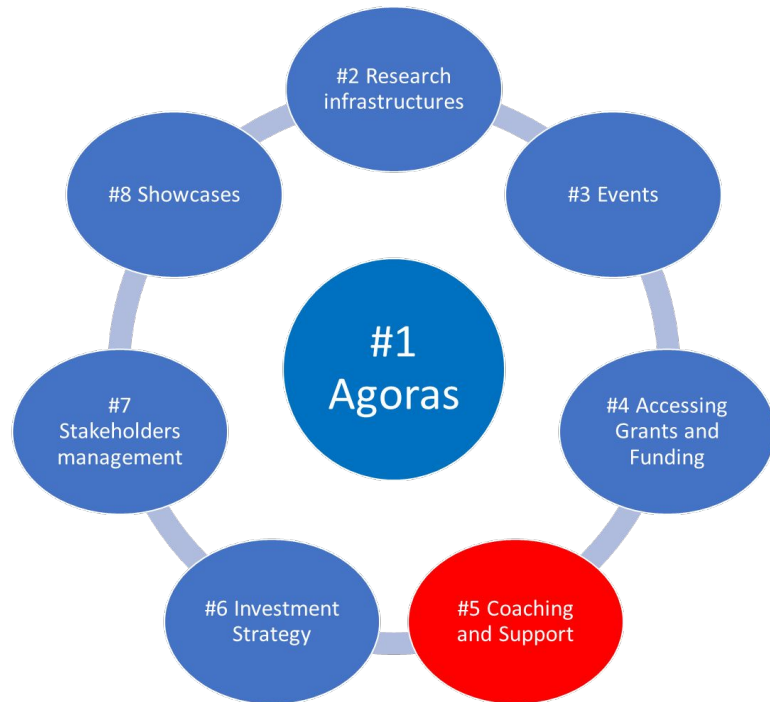 #2 Research
infrastructures
#8 Showcases
#3 Events
#1
Agoras
#7
Stakeholders
management
#4 Accessing
Grants and
Funding
#6 Investment
Strategy
#5 Coaching
and Support